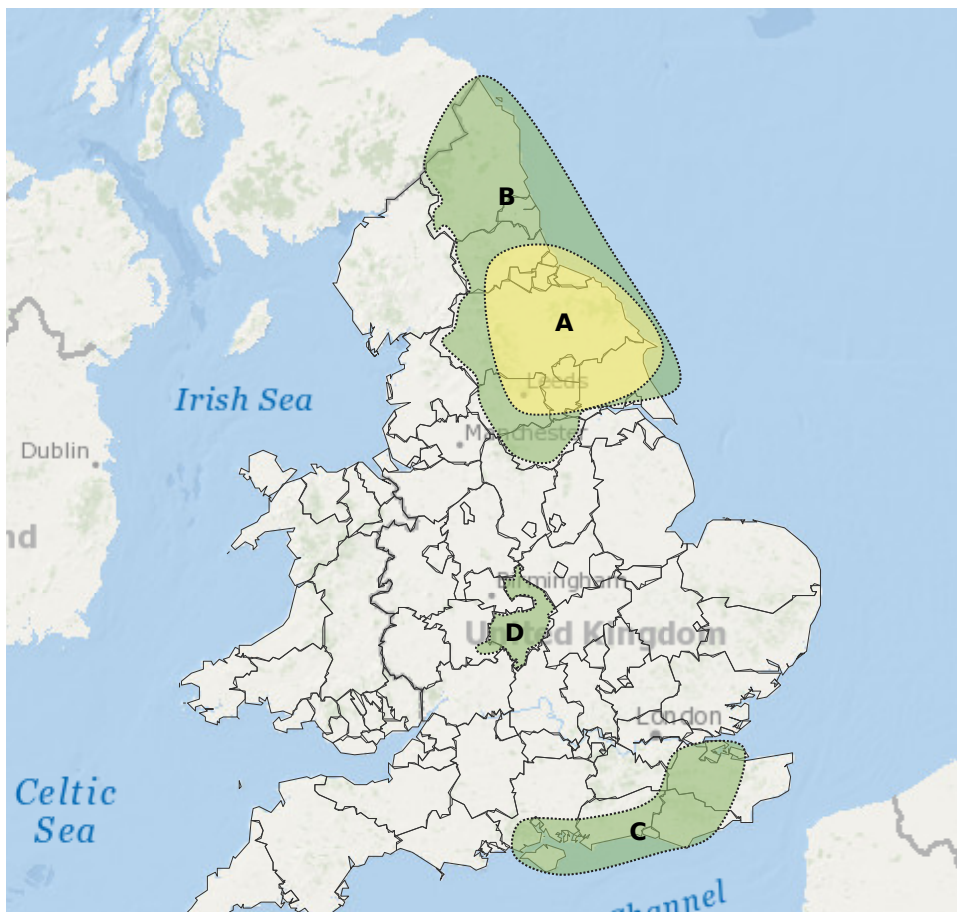 B
A
Leeds
Irish Sea
Manchester
Dublin
nd
Birmingham
United Kingdom
D
London
Celtic
Sea
C
Channel